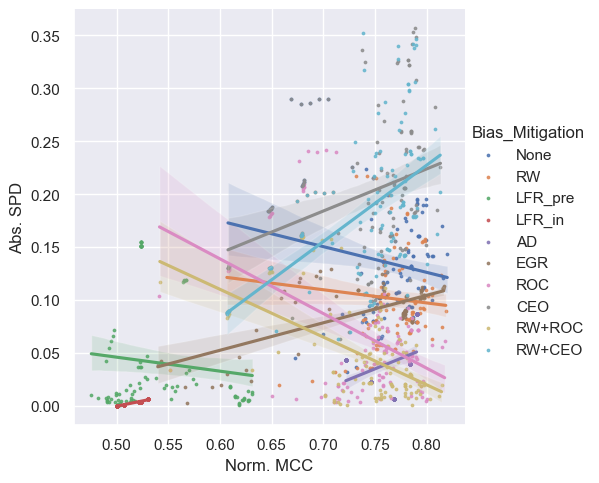 0.35
0.30
0.25
0.20
0.15
0.10
0.05
0.00
Abs. SPD
0.50 0.55 0.60 0.65 0.70 0.75 0.80
Norm. MCC
Bias_Mitigation
None
RW
LFR_pre
LFR_in
AD
EGR
ROC
CEO
RW+ROC
RW+CEO